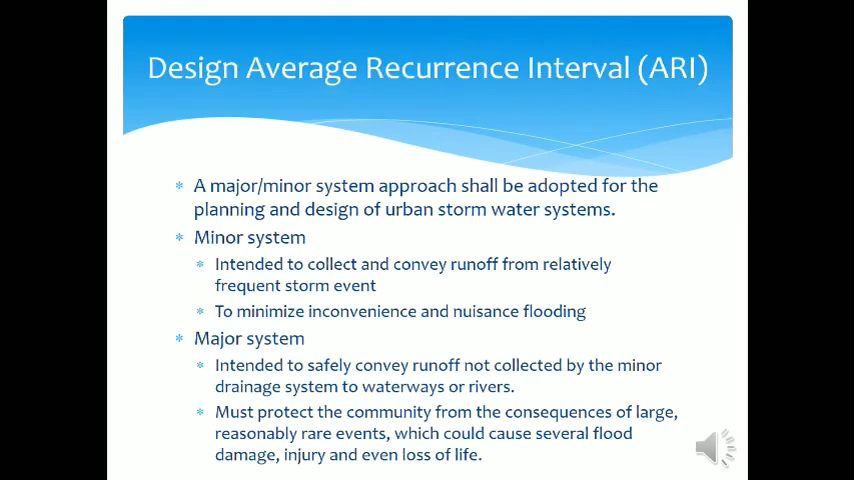 Design Average Recurrence Interval (ARI)
* A major/minor system approach shall be adopted for the
planning and design of urban storm water systems.
* Minor system
* Intended to collect and convey runoff from relatively
frequent storm event
* To minimize inconvenience and nuisance flooding
* Major system
* Intended to safely convey runoff not collected by the minor
drainage system to waterways or rivers.
* Must protect the community from the consequences of large,
reasonably rare events, which could cause several flood
damage, injury and even loss of life.